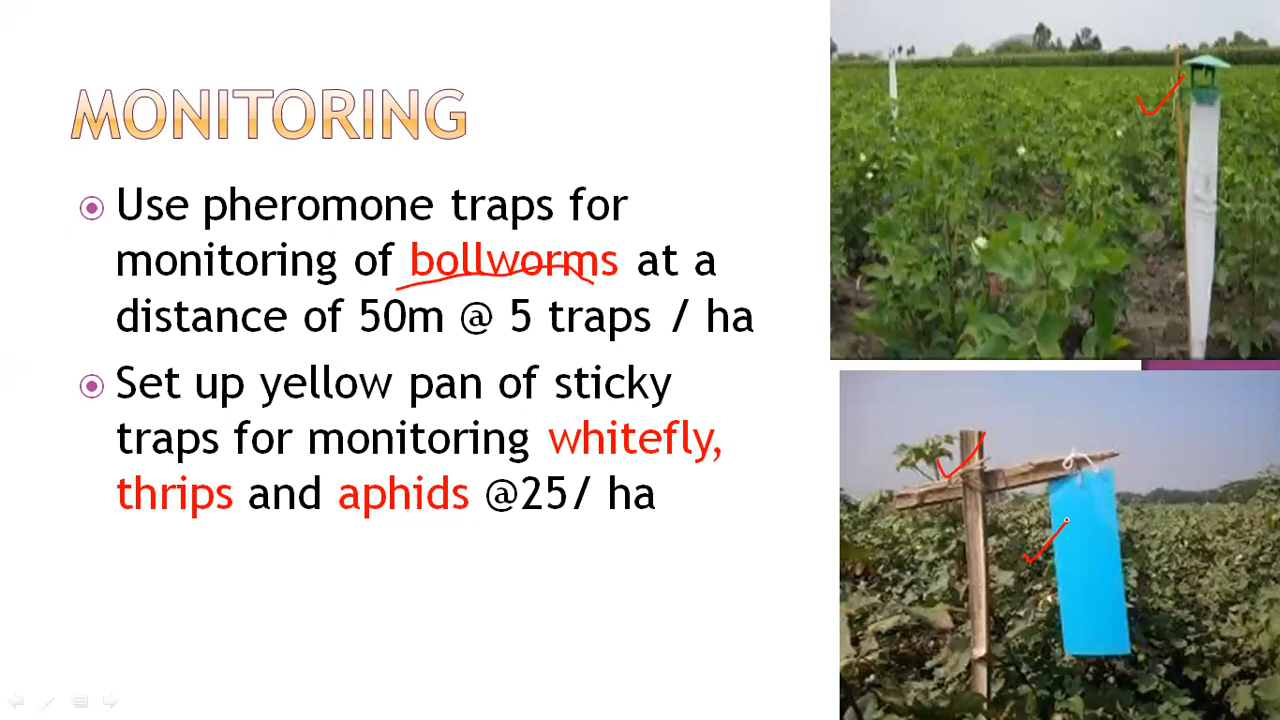 MONITORING
Use pheromone traps for
monitoring of bollworms at a
distance of 50m @ 5 traps / ha
Set up yellow pan of sticky
traps for monitoring whitefly,
thrips and aphids @25/ ha